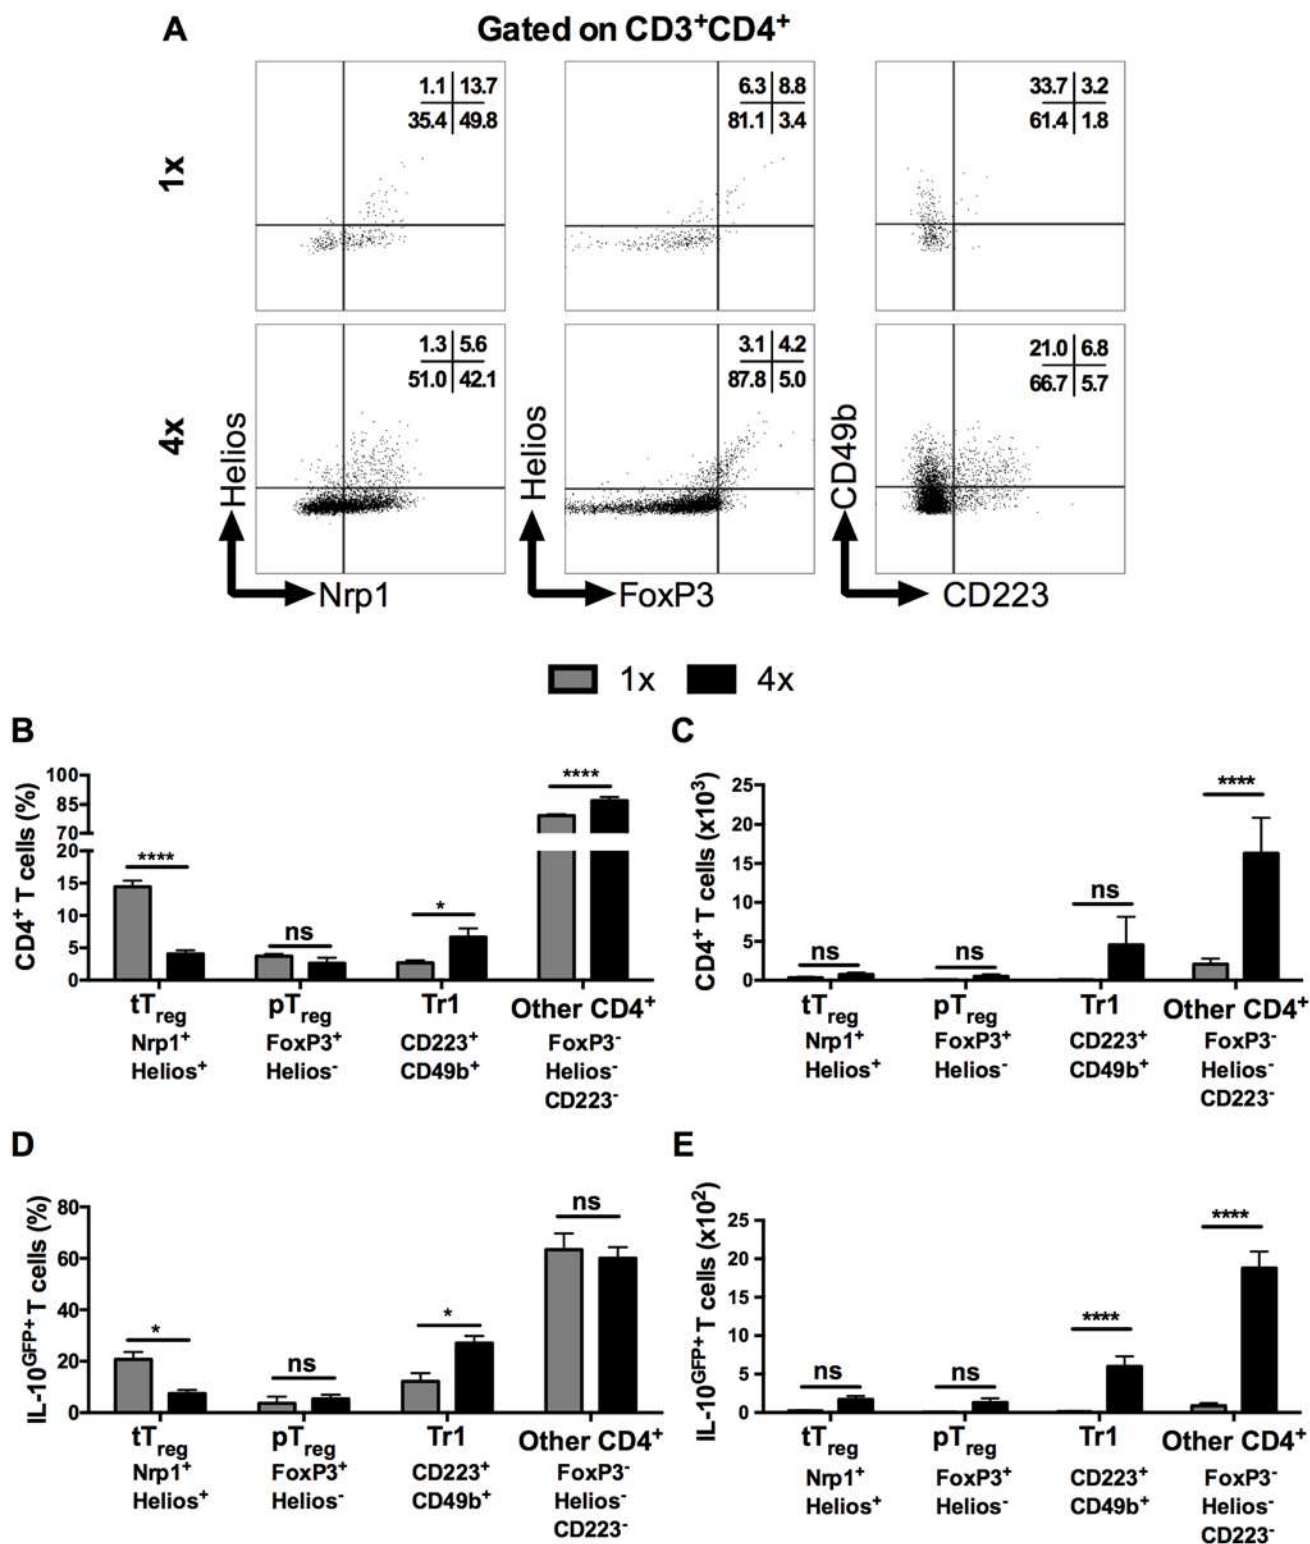 A
Gated on CD3⁺CD4⁺
1x
1.1 13.7
35.4 49.8
6.3 8.8
81.1 3.4
33.7 3.2
61.4 1.8
4x
1.3 5.6
51.0 42.1
3.1 4.2
87.8 5.0
21.0 6.8
66.7 5.7
Helios
Nrp1
Helios
FoxP3
CD49b
CD223
1x 4x
B
CD4⁺ T cells (%)
100
85
70
20
15
10
5
0
****
ns
*
****
tTreg pTreg Tr1 Other CD4⁺
Nrp1⁺ FoxP3⁺ CD223⁺ FoxP3⁻
Helios⁺ Helios⁻ CD49b⁺ Helios⁻
CD223⁻
C
CD4⁺ T cells (x10³)
25
20
15
10
5
0
ns
ns
ns
****
tTreg pTreg Tr1 Other CD4⁺
Nrp1⁺ FoxP3⁺ CD223⁺ FoxP3⁻
Helios⁺ Helios⁻ CD49b⁺ Helios⁻
CD223⁻
D
IL-10ᴳᶠᴾ⁺ T cells (%)
80
60
40
20
0
*
ns
*
ns
tTreg pTreg Tr1 Other CD4⁺
Nrp1⁺ FoxP3⁺ CD223⁺ FoxP3⁻
Helios⁺ Helios⁻ CD49b⁺ Helios⁻
CD223⁻
E
IL-10ᴳᶠᴾ⁺ T cells (x10²)
25
20
15
10
5
0
ns
ns
****
****
tTreg pTreg Tr1 Other CD4⁺
Nrp1⁺ FoxP3⁺ CD223⁺ FoxP3⁻
Helios⁺ Helios⁻ CD49b⁺ Helios⁻
CD223⁻